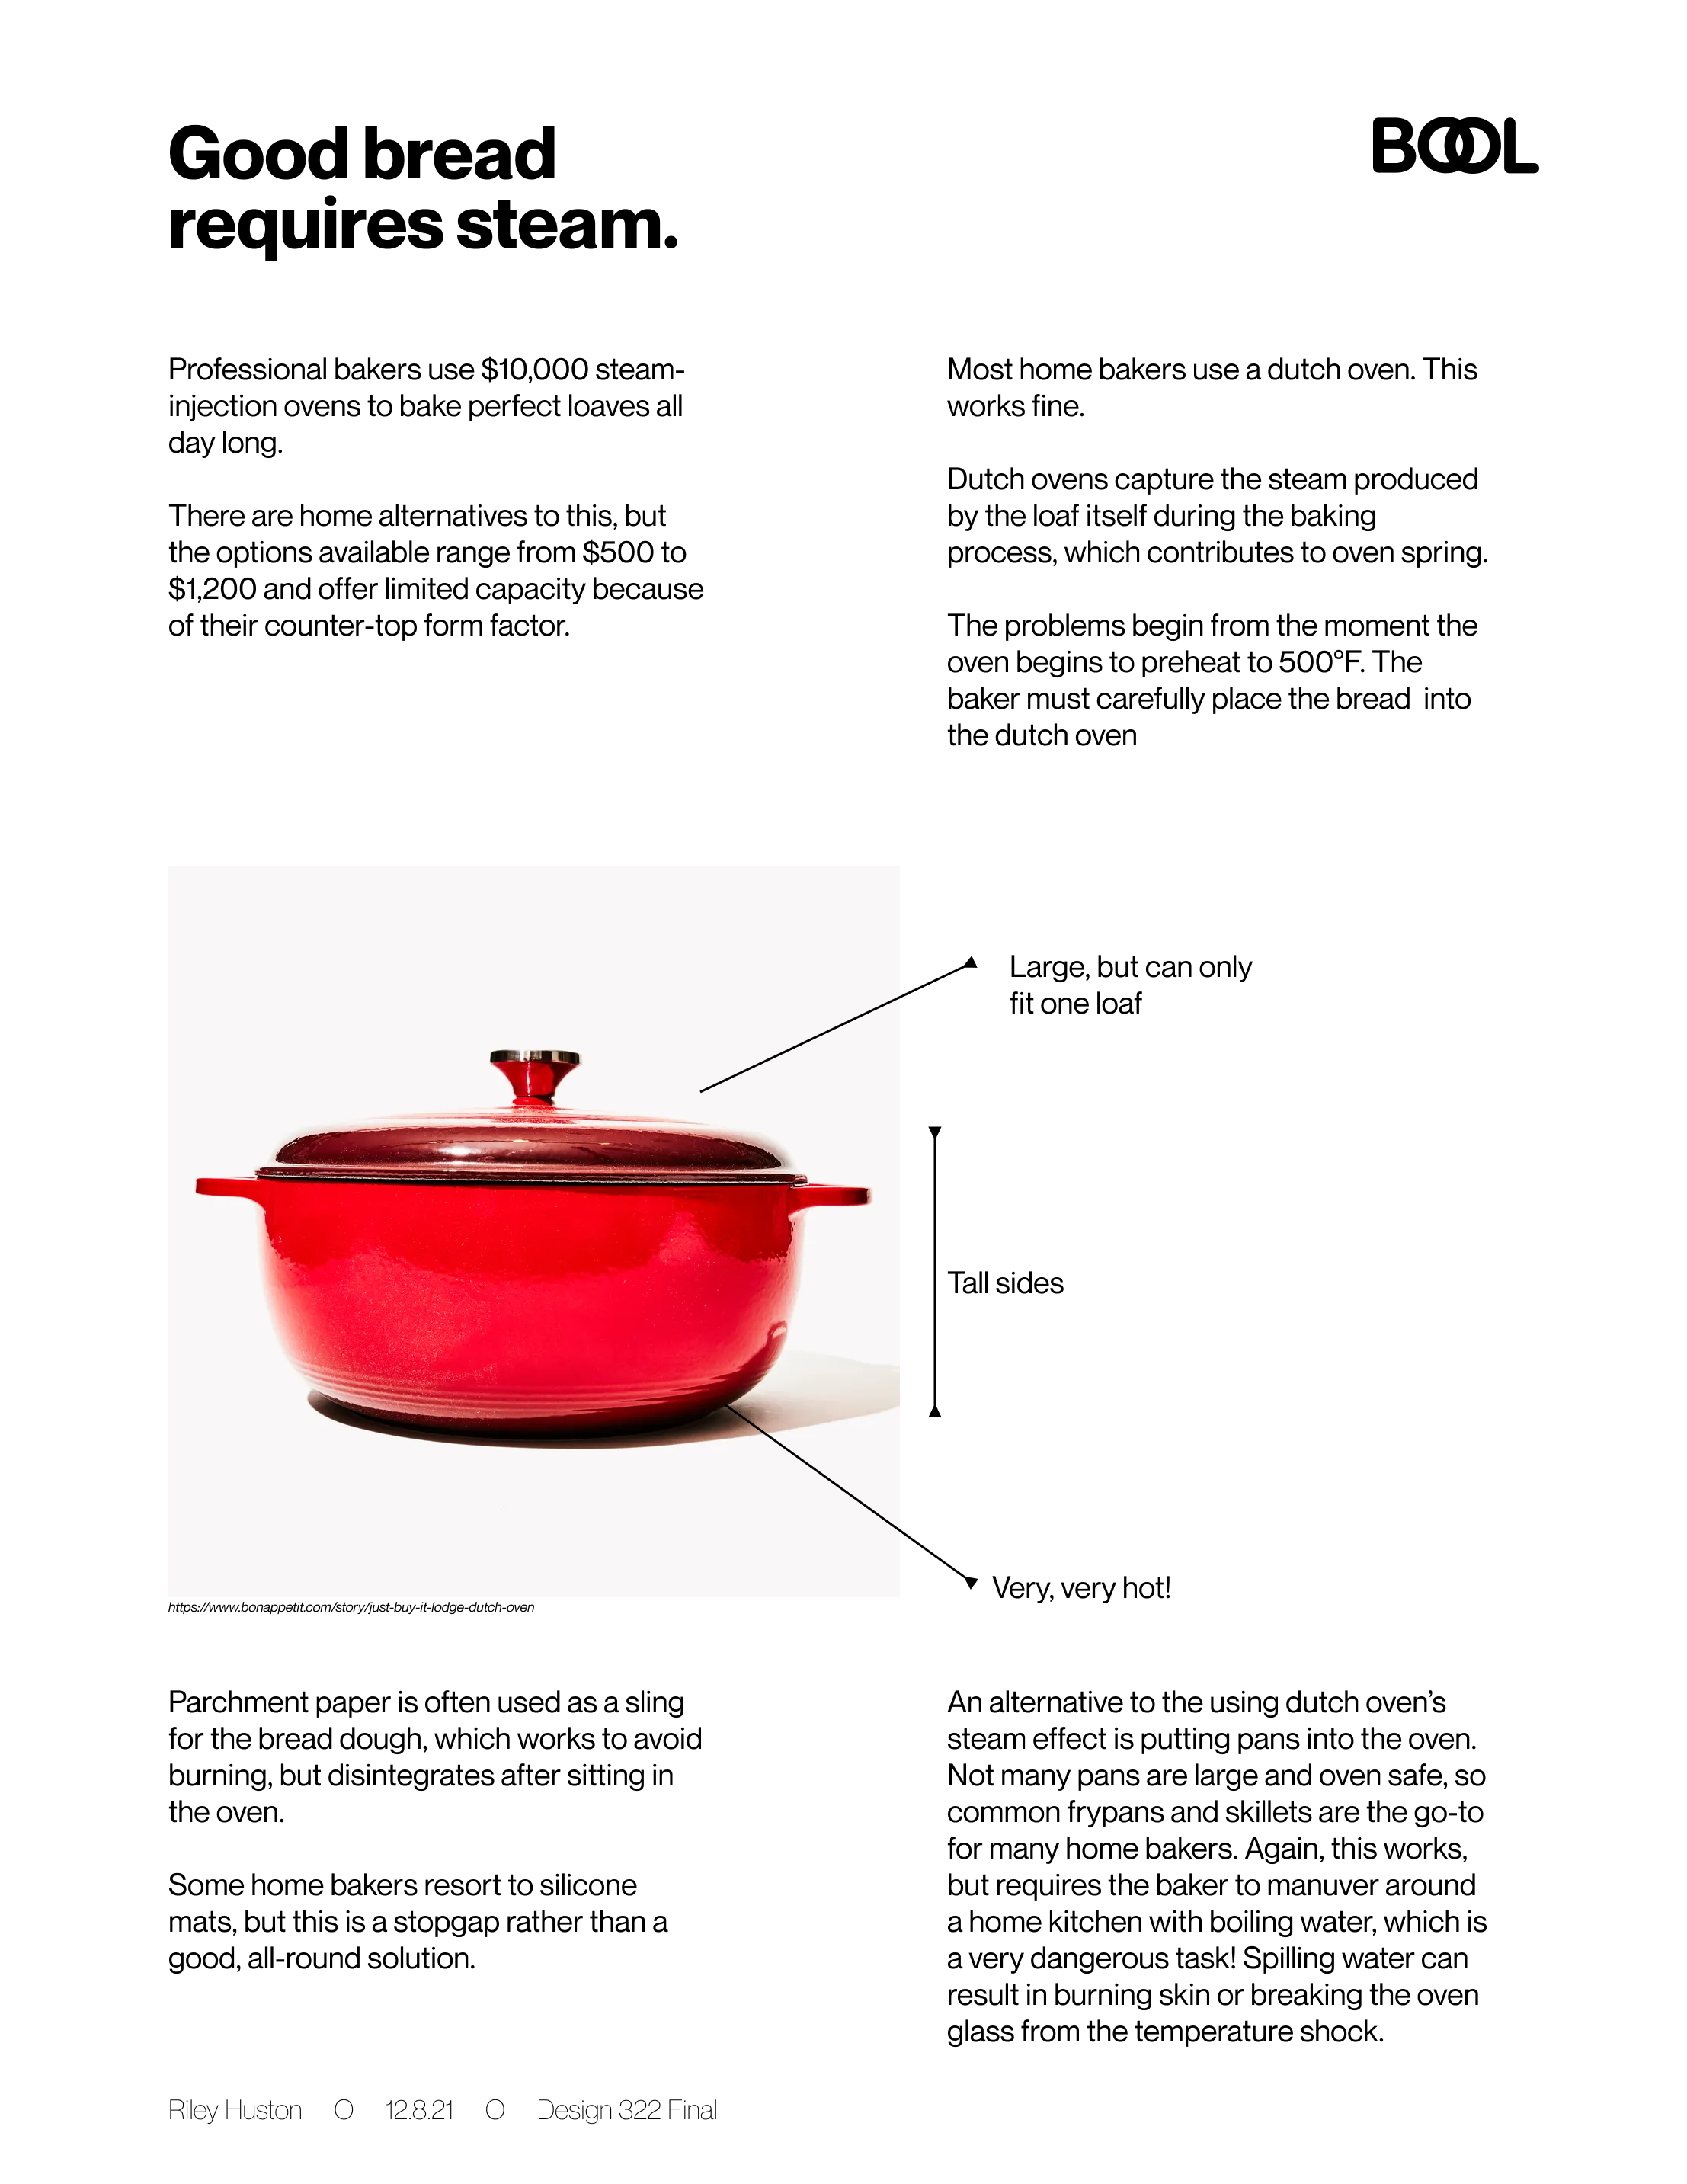 Good bread
requires steam.
BOOL
Professional bakers use $10,000 steam-
injection ovens to bake perfect loaves all
day long.
There are home alternatives to this, but
the options available range from $500 to
$1,200 and offer limited capacity because
of their counter-top form factor.
Most home bakers use a dutch oven. This
works fine.
Dutch ovens capture the steam produced
by the loaf itself during the baking
process, which contributes to oven spring.
The problems begin from the moment the
oven begins to preheat to 500°F. The
baker must carefully place the bread  into
the dutch oven
Large, but can only
fit one loaf
Tall sides
Very, very hot!
https://www.bonappetit.com/story/just-buy-it-lodge-dutch-oven
Parchment paper is often used as a sling
for the bread dough, which works to avoid
burning, but disintegrates after sitting in
the oven.
Some home bakers resort to silicone
mats, but this is a stopgap rather than a
good, all-round solution.
An alternative to the using dutch oven’s
steam effect is putting pans into the oven.
Not many pans are large and oven safe, so
common frypans and skillets are the go-to
for many home bakers. Again, this works,
but requires the baker to manuver around
a home kitchen with boiling water, which is
a very dangerous task! Spilling water can
result in burning skin or breaking the oven
glass from the temperature shock.
Riley Huston O 12.8.21 O Design 322 Final